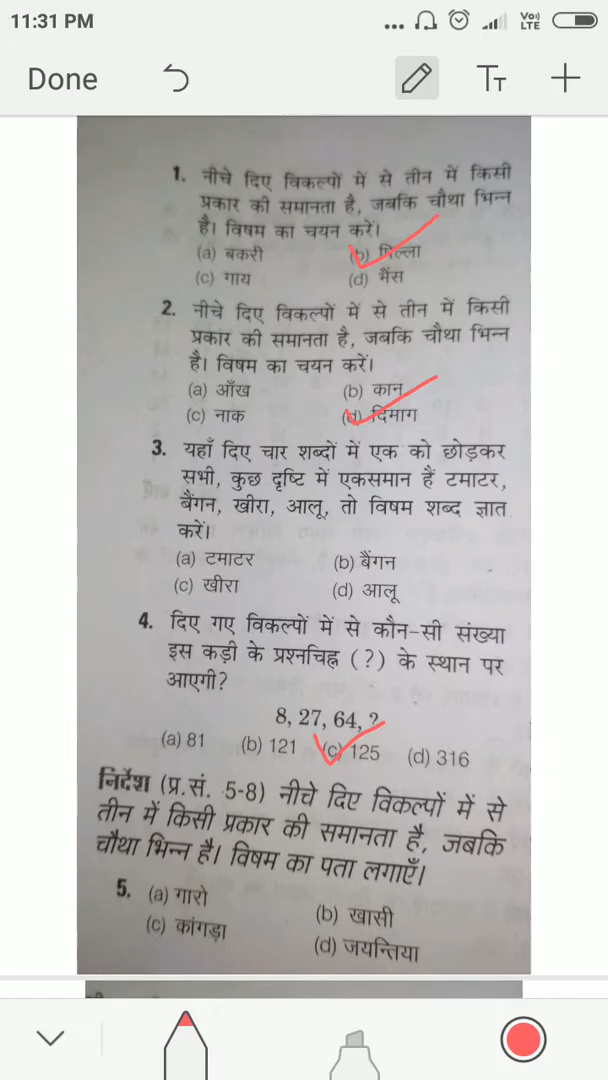 11:31 PM
Vo)) LTE
Done
TT
1. नीचे दिए विकल्पों में से तीन में किसी
प्रकार की समानता है, जबकि चौथा भिन्न
है। विषम का चयन करें।
(a) बकरी (b) पिल्ला
(c) गाय (d) भैंस
2. नीचे दिए विकल्पों में से तीन में किसी
प्रकार की समानता है, जबकि चौथा भिन्न
है। विषम का चयन करें।
(a) आँख (b) कान
(c) नाक (d) दिमाग
3. यहाँ दिए चार शब्दों में एक को छोड़कर
सभी, कुछ दृष्टि में एकसमान हैं टमाटर,
बैंगन, खीरा, आलू, तो विषम शब्द ज्ञात
करें।
(a) टमाटर (b) बैंगन
(c) खीरा (d) आलू
4. दिए गए विकल्पों में से कौन-सी संख्या
इस कड़ी के प्रश्नचिह्न (?) के स्थान पर
आएगी?
8, 27, 64, ?
(a) 81 (b) 121 (c) 125 (d) 316
निर्देश (प्र.सं. 5-8) नीचे दिए विकल्पों में से
तीन में किसी प्रकार की समानता है, जबकि
चौथा भिन्न है। विषम का पता लगाएँ।
5. (a) गारो (b) खासी
(c) कांगड़ा (d) जयन्तिया